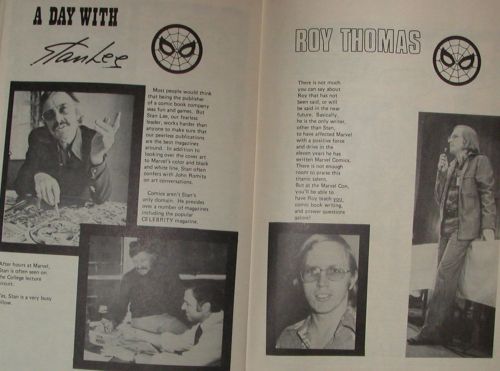 A DAY WITH
Stan Lee
Most people would think
that being the publisher
of a comic book company
was fun and games. But
Stan Lee, our fearless
leader, works harder than
anyone to make sure that
our peerless publications
are the best magazines
around. In addition to
looking over the cover art
to Marvel's color and black
and white line, Stan often
confers with John Romita
on art conversations.
Comics aren't Stan's
only domain. He presides
over a number of magazines
including the popular
CELEBRITY magazine.
After hours at Marvel,
Stan is often seen on
the College lecture
circuit.
Yes, Stan is a very busy
fellow.
ROY THOMAS
There is not much
you can say about
Roy that has not
been said, or will
be said in the near
future. Basically,
he is the only writer,
other than Stan,
to have affected Marvel
with a positive force
and drive in the
eleven years he has
written Marvel Comics.
There is not enough
room to praise this
titanic talent.
But at the Marvel Con,
you'll be able to
have Roy teach you,
comic book writing,
and answer questions
galore!